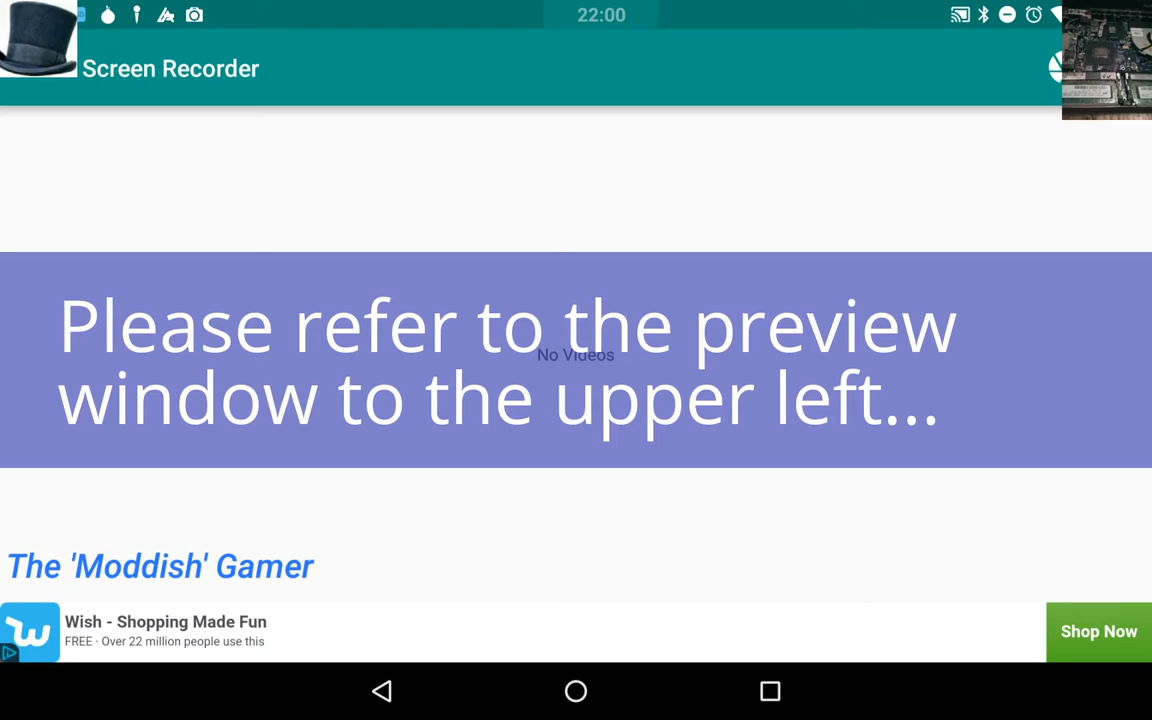 22:00
Screen Recorder
Please refer to the preview
No Videos
window to the upper left...
The 'Moddish' Gamer
Wish - Shopping Made Fun
FREE · Over 22 million people use this
Shop Now